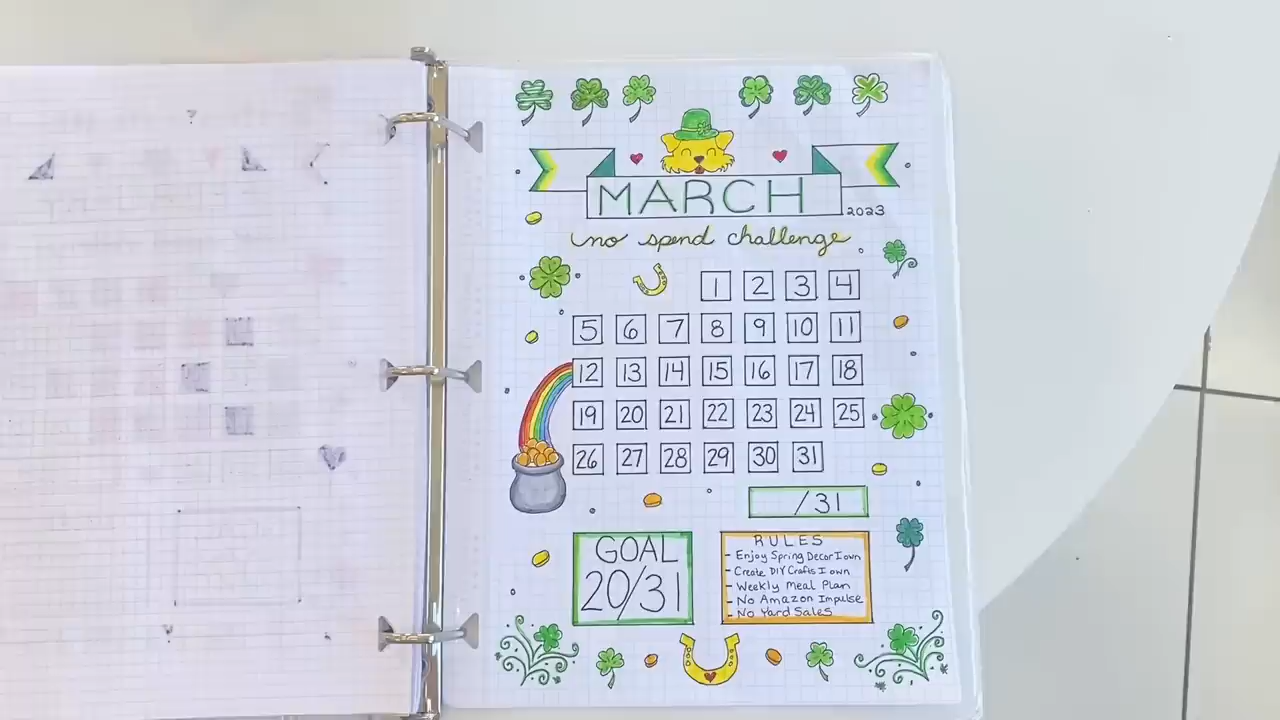 MARCH
2023
no spend challenge
1 2 3 4
5 6 7 8 9 10 11
12 13 14 15 16 17 18
19 20 21 22 23 24 25
26 27 28 29 30 31
/31
GOAL
20/31
RULES
- Enjoy Spring Decor I own
- Create DIY Crafts I own
- Weekly Meal Plan
- No Amazon Impulse
- No Yard Sales